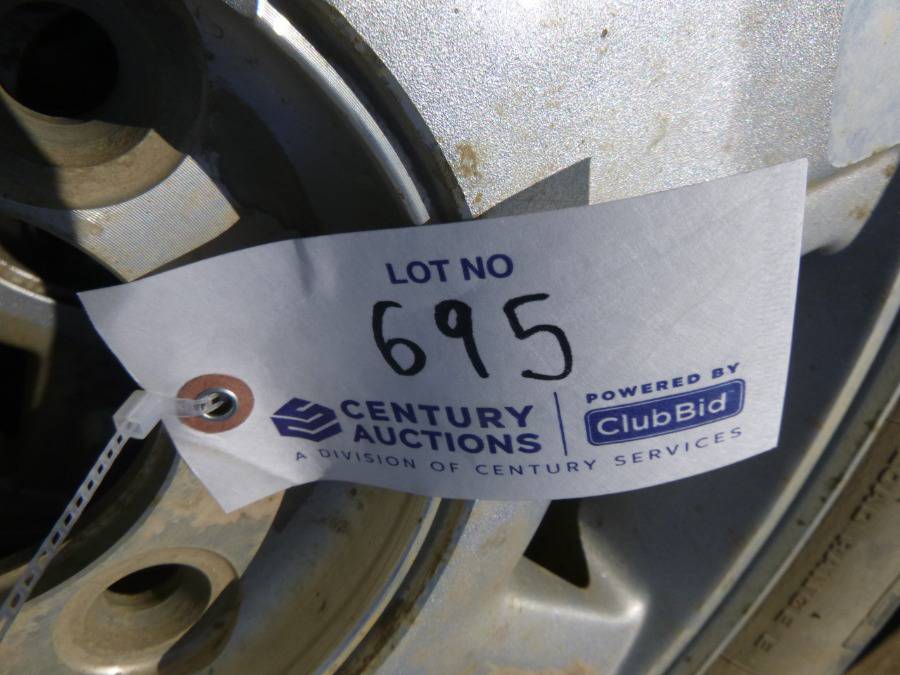 LOT NO
695
CENTURY AUCTIONS
POWERED BY
ClubBid
A DIVISION OF CENTURY SERVICES